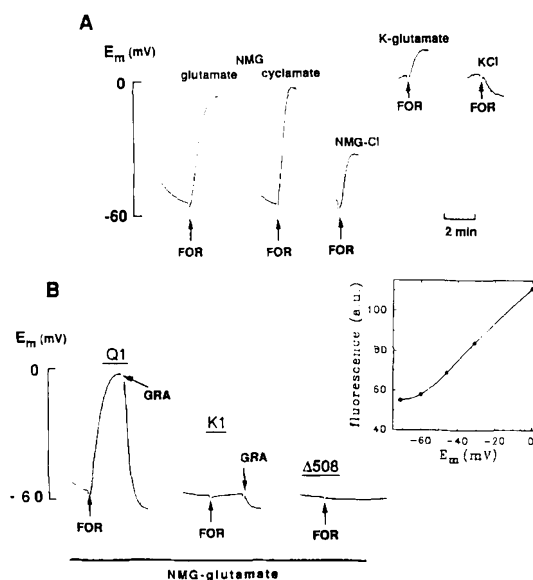 A
E_m (mV)
0
-60
NMG
glutamate
cyclamate
NMG-Cl
K-glutamate
KCl
FOR
FOR
FOR
FOR
FOR
2 min
B
E_m (mV)
0
-60
Q1
GRA
FOR
K1
GRA
FOR
Δ508
FOR
NMG-glutamate
fluorescence (a.u.)
100
80
60
40
-60 -40 -20 0
E_m (mV)